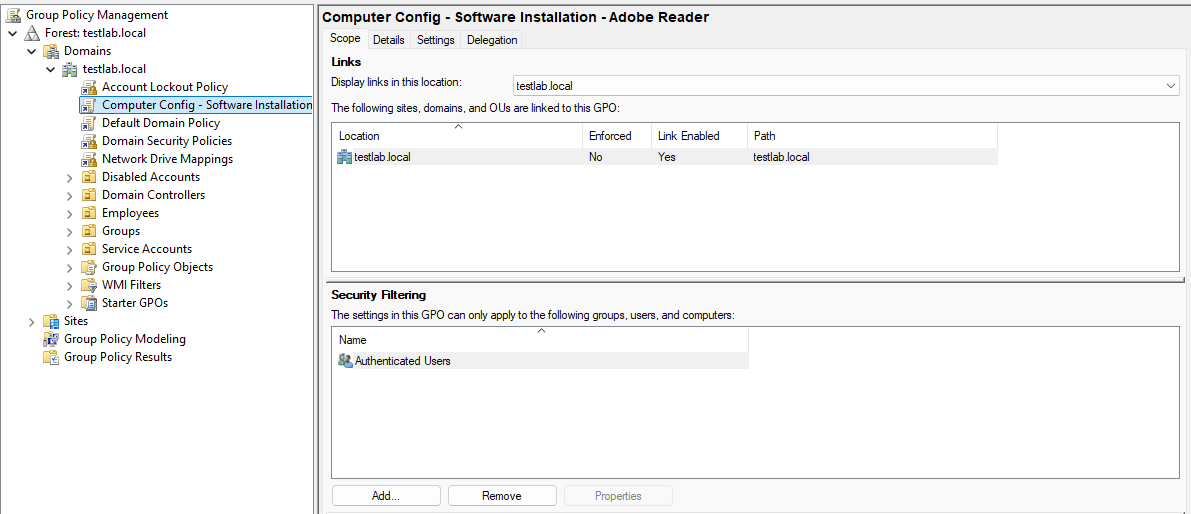 Group Policy Management
Forest: testlab.local
Domains
testlab.local
Account Lockout Policy
Computer Config - Software Installation
Default Domain Policy
Domain Security Policies
Network Drive Mappings
Disabled Accounts
Domain Controllers
Employees
Groups
Service Accounts
Group Policy Objects
WMI Filters
Starter GPOs
Sites
Group Policy Modeling
Group Policy Results
Computer Config - Software Installation - Adobe Reader
Scope Details Settings Delegation
Links
Display links in this location: testlab.local
The following sites, domains, and OUs are linked to this GPO:
Location Enforced Link Enabled Path
testlab.local No Yes testlab.local
Security Filtering
The settings in this GPO can only apply to the following groups, users, and computers:
Name
Authenticated Users
Add... Remove Properties